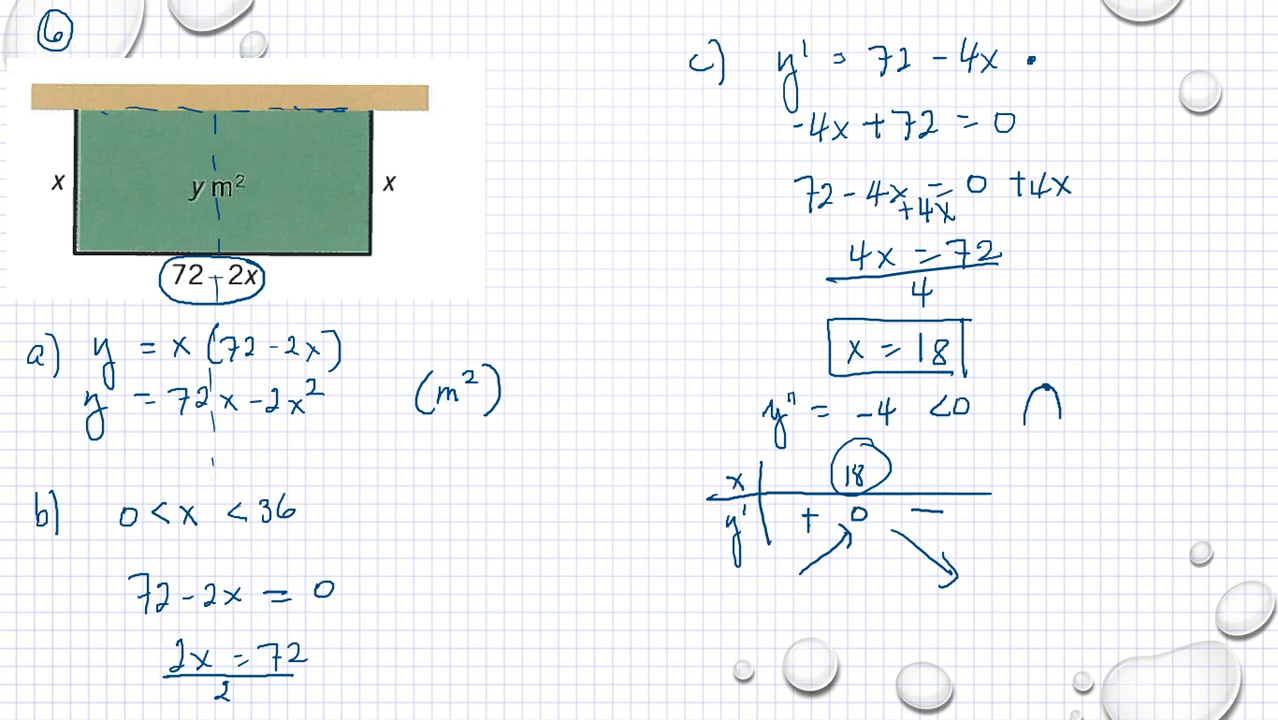 6
x
y m²
x
72 - 2x
a) y = x (72 - 2x)
y = 72x - 2x² (m²)
b) 0 < x < 36
72 - 2x = 0
2x = 72
2
c) y' = 72 - 4x .
-4x + 72 = 0
72 - 4x = 0 + 4x
+4x
4x = 72
4
x = 18
y" = -4 < 0
x 18
y' + 0 -